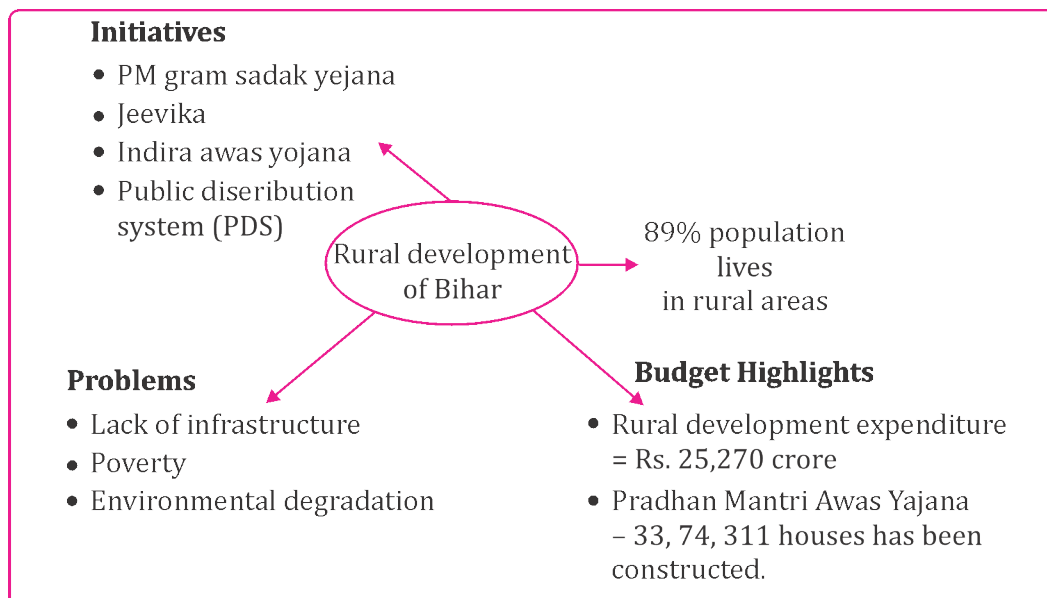 Initiatives
• PM gram sadak yejana
• Jeevika
• Indira awas yojana
• Public diseribution
system (PDS)
Rural development
of Bihar
89% population
lives
in rural areas
Problems
• Lack of infrastructure
• Poverty
• Environmental degradation
Budget Highlights
• Rural development expenditure
= Rs. 25,270 crore
• Pradhan Mantri Awas Yajana
– 33, 74, 311 houses has been
constructed.